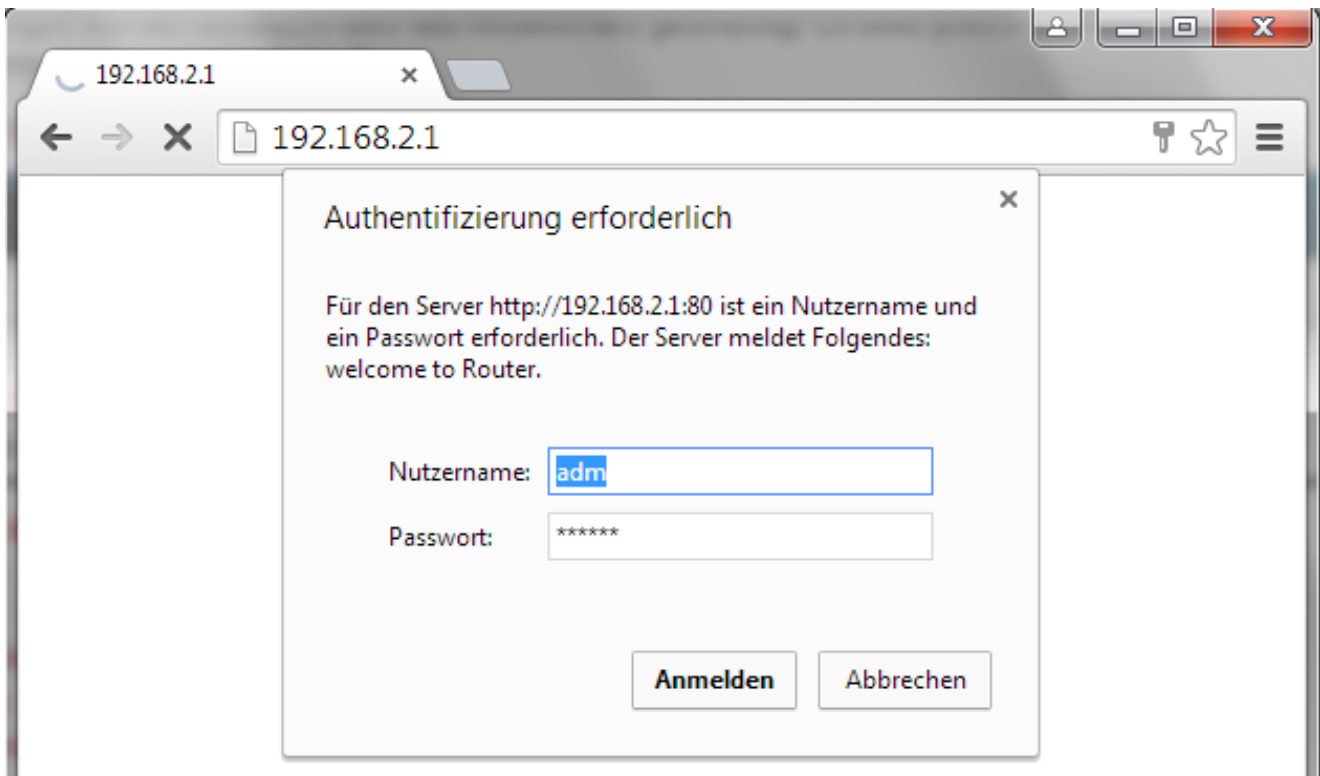 192.168.2.1
192.168.2.1
Authentifizierung erforderlich
Für den Server http://192.168.2.1:80 ist ein Nutzername und
ein Passwort erforderlich. Der Server meldet Folgendes:
welcome to Router.
Nutzername: adm
Passwort: ******
Anmelden Abbrechen